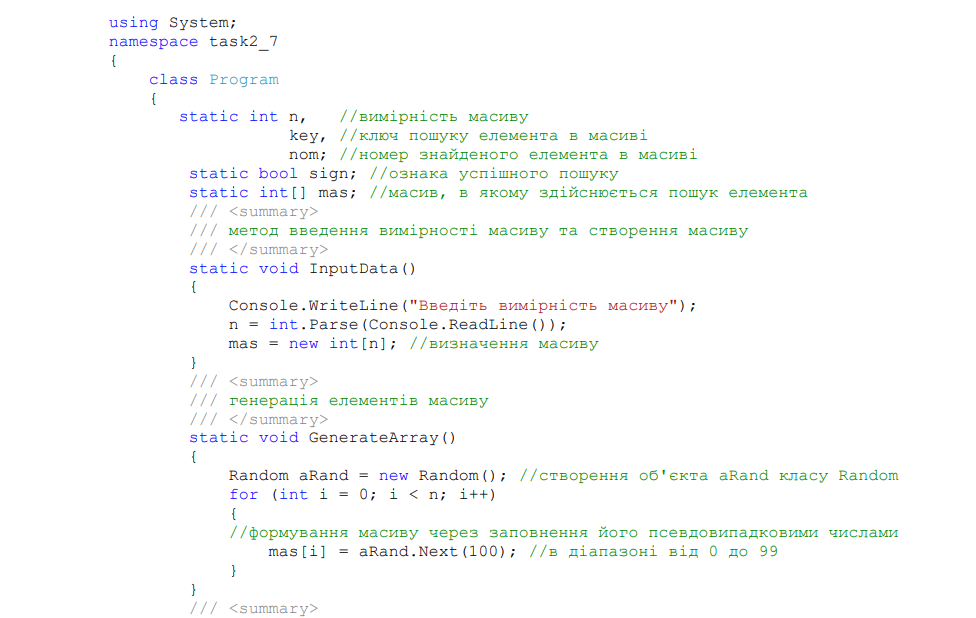 using System;
namespace task2_7
{
class Program
{
static int n, //вимірність масиву
key, //ключ пошуку елемента в масиві
nom; //номер знайденого елемента в масиві
static bool sign; //ознака успішного пошуку
static int[] mas; //масив, в якому здійснюється пошук елемента
/// <summary>
/// метод введення вимірності масиву та створення масиву
/// </summary>
static void InputData()
{
Console.WriteLine("Введіть вимірність масиву");
n = int.Parse(Console.ReadLine());
mas = new int[n]; //визначення масиву
}
/// <summary>
/// генерація елементів масиву
/// </summary>
static void GenerateArray()
{
Random aRand = new Random(); //створення об'єкта aRand класу Random
for (int i = 0; i < n; i++)
{
//формування масиву через заповнення його псевдовипадковими числами
mas[i] = aRand.Next(100); //в діапазоні від 0 до 99
}
}
/// <summary>